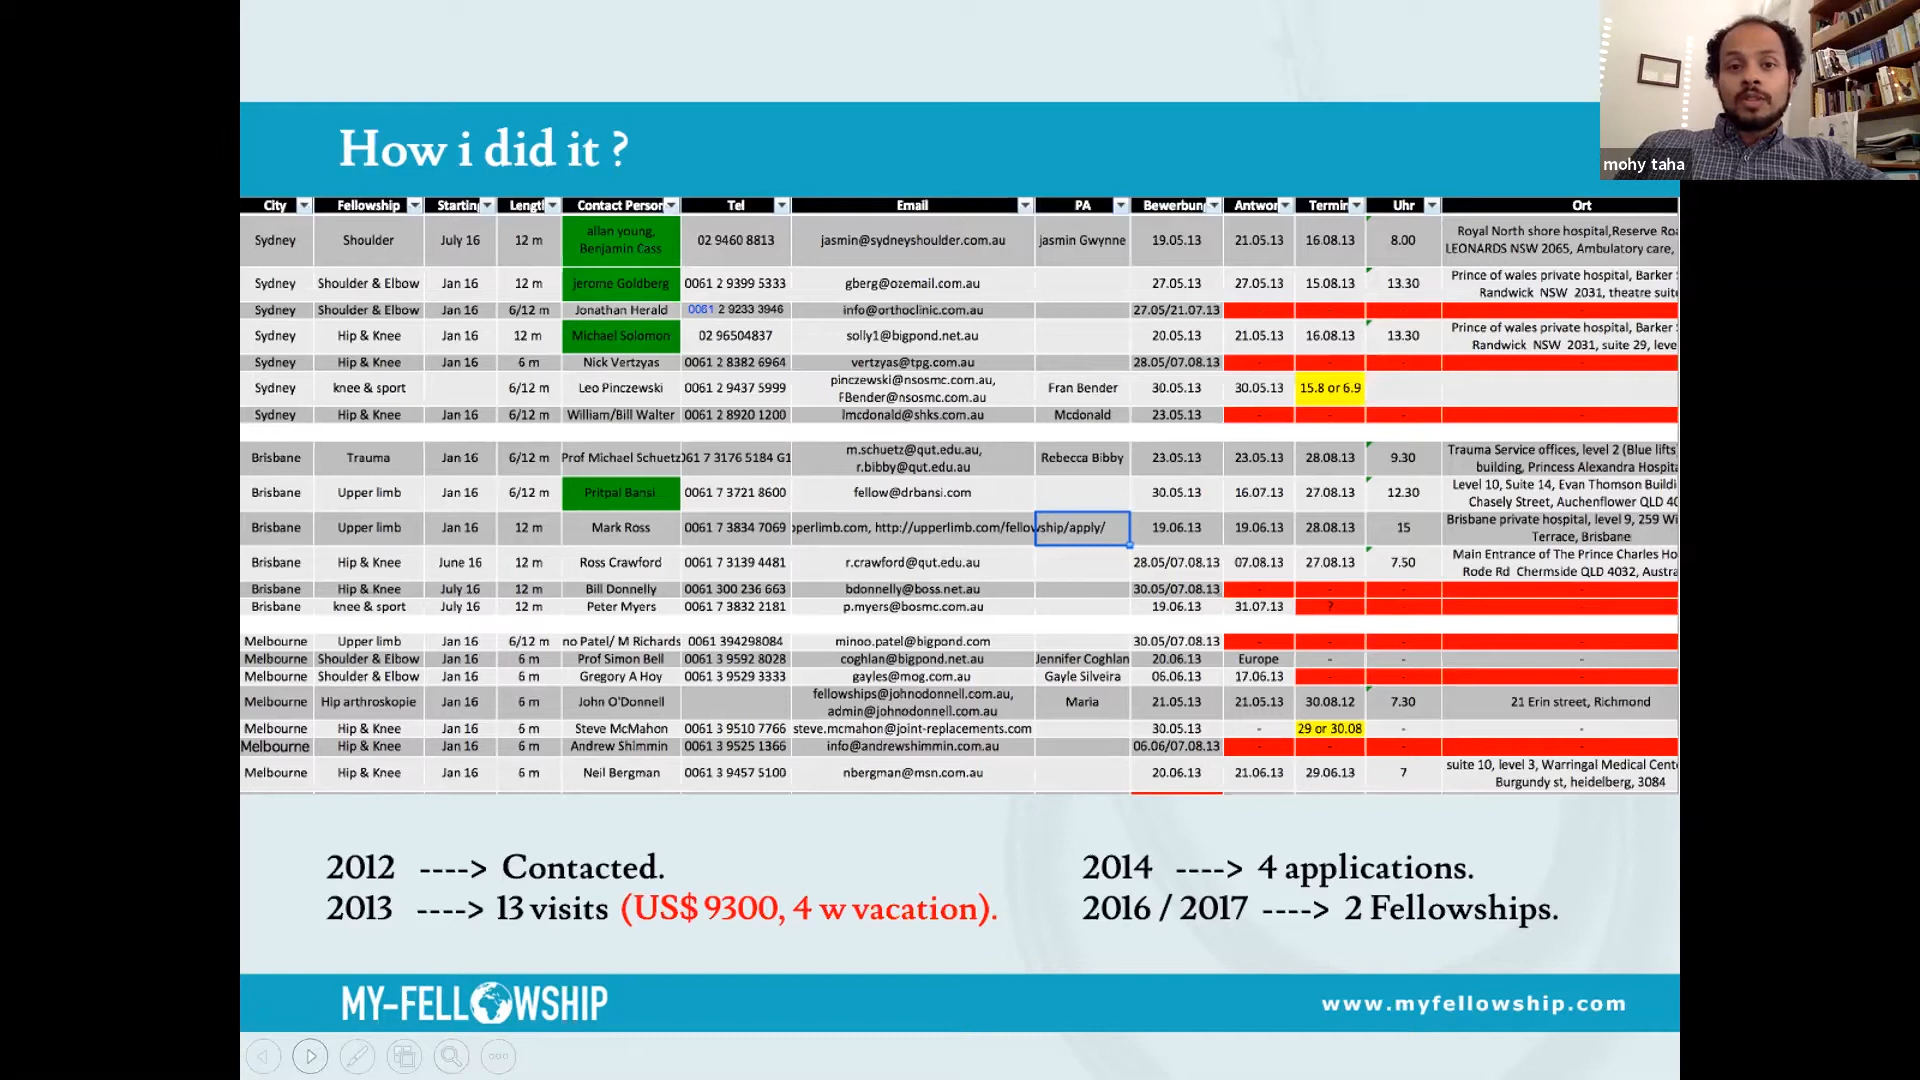 How i did it ?
mohy taha
City Fellowship Starting Length Contact Person Tel Email PA Bewerbun Antwor Termin Uhr Ort
Sydney Shoulder July 16 12 m allan young, Benjamin Cass 02 9460 8813 jasmin@sydneyshoulder.com.au jasmin Gwynne 19.05.13 21.05.13 16.08.13 8.00 Royal North shore hospital,Reserve Roa LEONARDS NSW 2065, Ambulatory care,
Sydney Shoulder & Elbow Jan 16 12 m jerome Goldberg 0061 2 9399 5333 gberg@ozemail.com.au 27.05.13 27.05.13 15.08.13 13.30 Prince of wales private hospital, Barker Randwick NSW 2031, theatre suite
Sydney Shoulder & Elbow Jan 16 6/12 m Jonathan Herald 0061 2 9233 3946 info@orthoclinic.com.au 27.05/21.07.13
Sydney Hip & Knee Jan 16 12 m Michael Solomon 02 96504837 solly1@bigpond.net.au 20.05.13 21.05.13 16.08.13 13.30 Prince of wales private hospital, Barker Randwick NSW 2031, suite 29, leve
Sydney Hip & Knee Jan 16 6 m Nick Vertzyas 0061 2 8382 6964 vertzyas@tpg.com.au 28.05/07.08.13 - - - -
Sydney knee & sport 6/12 m Leo Pinczewski 0061 2 9437 5999 pinczewski@nsosmc.com.au, FBender@nsosmc.com.au Fran Bender 30.05.13 30.05.13 15.8 or 6.9
Sydney Hip & Knee Jan 16 6/12 m William/Bill Walter 0061 2 8920 1200 lmcdonald@shks.com.au Mcdonald 23.05.13 - - - -
Brisbane Trauma Jan 16 6/12 m Prof Michael Schuetz 061 7 3176 5184 G1 m.schuetz@qut.edu.au, r.bibby@qut.edu.au Rebecca Bibby 23.05.13 23.05.13 28.08.13 9.30 Trauma Service offices, level 2 (Blue lifts) building, Princess Alexandra Hospita
Brisbane Upper limb Jan 16 6/12 m Pritpal Bansi 0061 7 3721 8600 fellow@drbansi.com 30.05.13 16.07.13 27.08.13 12.30 Level 10, Suite 14, Evan Thomson Buildi Chasely Street, Auchenflower QLD 40
Brisbane Upper limb Jan 16 12 m Mark Ross 0061 7 3834 7069 perlimb.com, http://upperlimb.com/fellowship/apply/ 19.06.13 19.06.13 28.08.13 15 Brisbane private hospital, level 9, 259 Wi Terrace, Brisbane
Brisbane Hip & Knee June 16 12 m Ross Crawford 0061 7 3139 4481 r.crawford@qut.edu.au 28.05/07.08.13 07.08.13 27.08.13 7.50 Main Entrance of The Prince Charles Ho Rode Rd Chermside QLD 4032, Austra
Brisbane Hip & Knee July 16 12 m Bill Donnelly 0061 300 236 663 bdonnelly@boss.net.au 30.05/07.08.13 - - - -
Brisbane knee & sport July 16 12 m Peter Myers 0061 7 3832 2181 p.myers@bosmc.com.au 19.06.13 31.07.13 ?
Melbourne Upper limb Jan 16 6/12 m no Patel/ M Richards 0061 394298084 minoo.patel@bigpond.com 30.05/07.08.13 - - - -
Melbourne Shoulder & Elbow Jan 16 6 m Prof Simon Bell 0061 3 9592 8028 coghlan@bigpond.net.au Jennifer Coghlan 20.06.13 Europe - - -
Melbourne Shoulder & Elbow Jan 16 6 m Gregory A Hoy 0061 3 9529 3333 gayles@mog.com.au Gayle Silveira 06.06.13 17.06.13 - - -
Melbourne Hip arthroskopie Jan 16 6 m John O'Donnell fellowships@johnodonnell.com.au, admin@johnodonnell.com.au Maria 21.05.13 21.05.13 30.08.12 7.30 21 Erin street, Richmond
Melbourne Hip & Knee Jan 16 6 m Steve McMahon 0061 3 9510 7766 steve.mcmahon@joint-replacements.com 30.05.13 - 29 or 30.08 - -
Melbourne Hip & Knee Jan 16 6 m Andrew Shimmin 0061 3 9525 1366 info@andrewshimmin.com.au 06.06/07.08.13 - - - -
Melbourne Hip & Knee Jan 16 6 m Neil Bergman 0061 3 9457 5100 nbergman@msn.com.au 20.06.13 21.06.13 29.06.13 7 suite 10, level 3, Warringal Medical Cent Burgundy st, heidelberg, 3084
2012 ----> Contacted.
2013 ----> 13 visits (US$ 9300, 4 w vacation).
2014 ----> 4 applications.
2016 / 2017 ----> 2 Fellowships.
MY-FELLOWSHIP
www.myfellowship.com